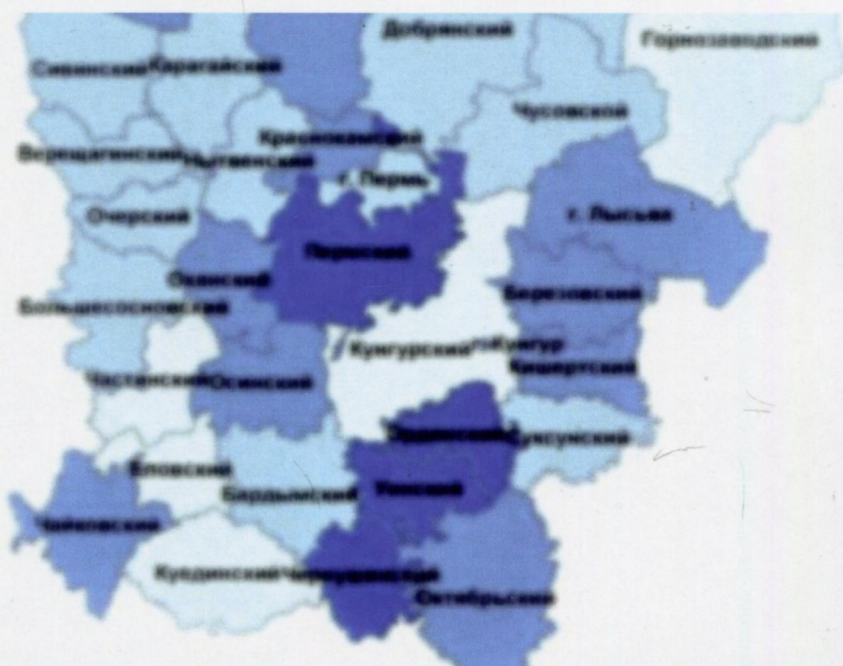 Добрянский
Горнозаводский
Сивинский
Карагайский
Чусовской
Краснокамский
Верещагинский
Нытвенский
г. Пермь
Очерский
г. Лысьва
Пермский
Оханский
Березовский
Большесосновский
Кунгурский
Кунгур
Кишертский
Частинский
Осинский
Ординский
Суксунский
Еловский
Бардымский
Уинский
Чайковский
Куединский
Чернушинский
Октябрьский